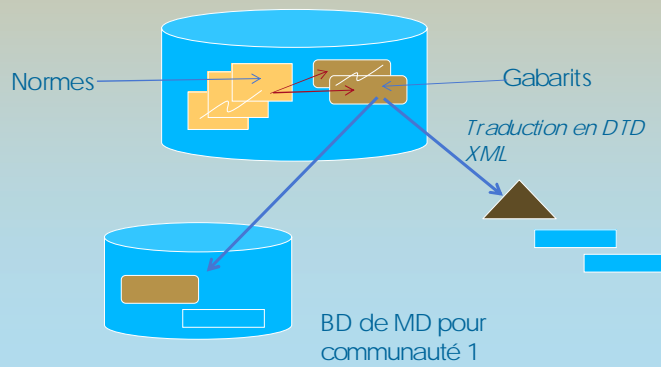 Normes
Gabarits
Traduction en DTD
XML
BD de MD pour
communauté 1